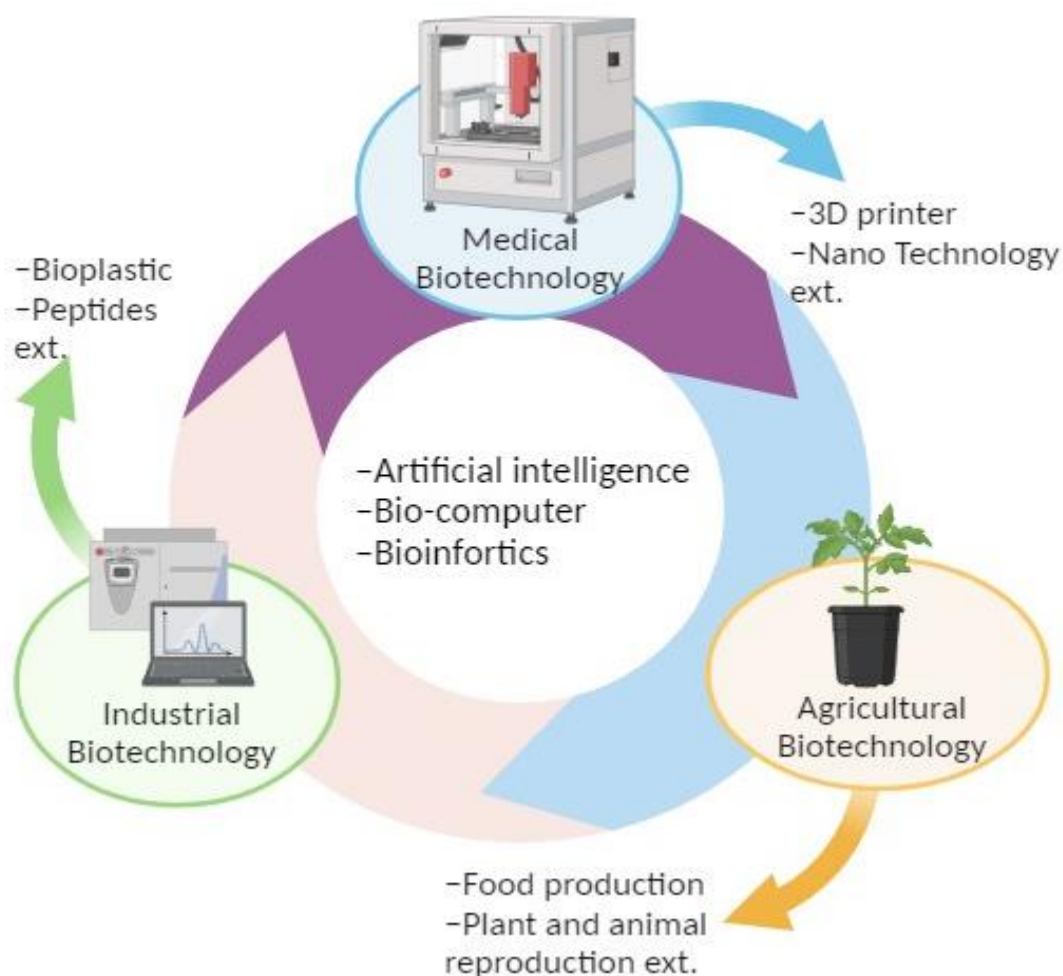 Medical
Biotechnology
−3D printer
−Nano Technology
ext.
−Bioplastic
−Peptides
ext.
−Artificial intelligence
−Bio-computer
−Bioinfortics
Industrial
Biotechnology
Agricultural
Biotechnology
−Food production
−Plant and animal
reproduction ext.